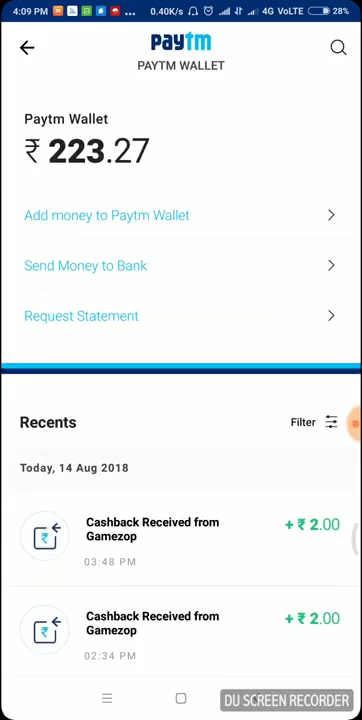 4:09 PM ... 0.40K/s 4G VoLTE 28%
paytm
PAYTM WALLET
Paytm Wallet
₹ 223.27
Add money to Paytm Wallet
Send Money to Bank
Request Statement
Recents
Filter
Today, 14 Aug 2018
Cashback Received from
Gamezop
+ ₹ 2.00
03:48 PM
Cashback Received from
Gamezop
+ ₹ 2.00
02:34 PM
DU SCREEN RECORDER